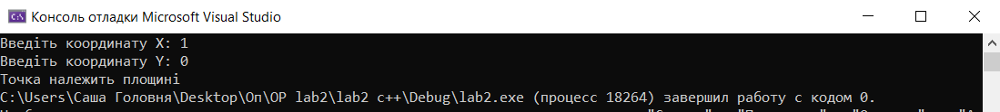 Консоль отладки Microsoft Visual Studio
Введіть координату X: 1
Введіть координату Y: 0
Точка належить площині
C:\Users\Саша Головня\Desktop\Оп\OP lab2\lab2 c++\Debug\lab2.exe (процесс 18264) завершил работу с кодом 0.